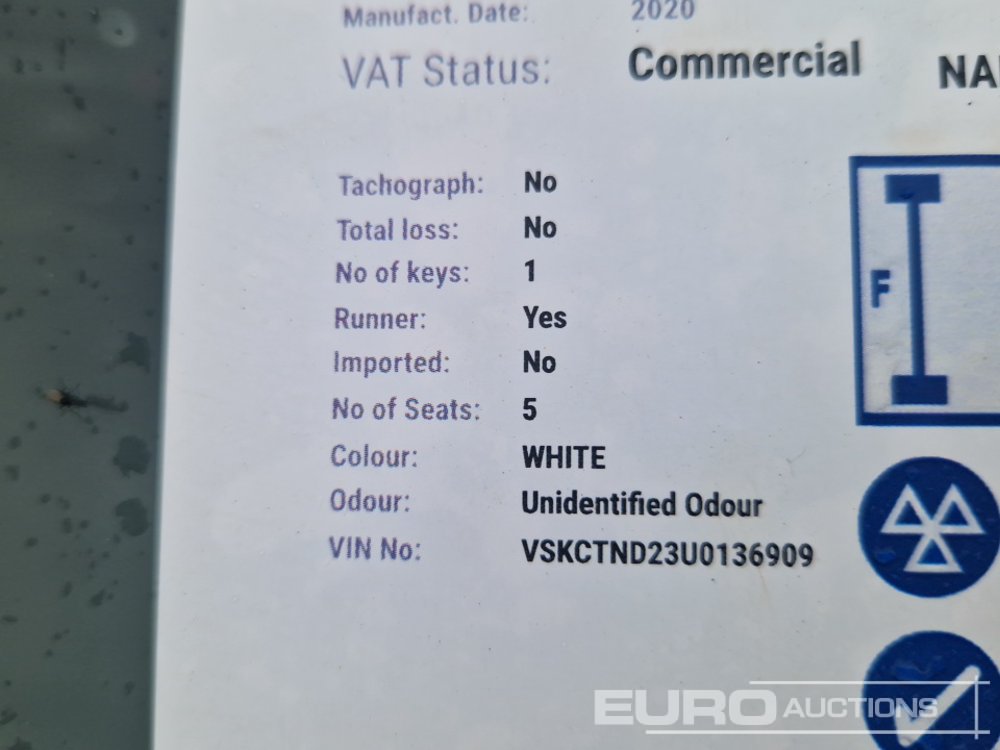 Manufact. Date: 2020
VAT Status: Commercial
Tachograph: No
Total loss: No
No of keys: 1
Runner: Yes
Imported: No
No of Seats: 5
Colour: WHITE
Odour: Unidentified Odour
VIN No: VSKCTND23U0136909
F
EURO AUCTIONS